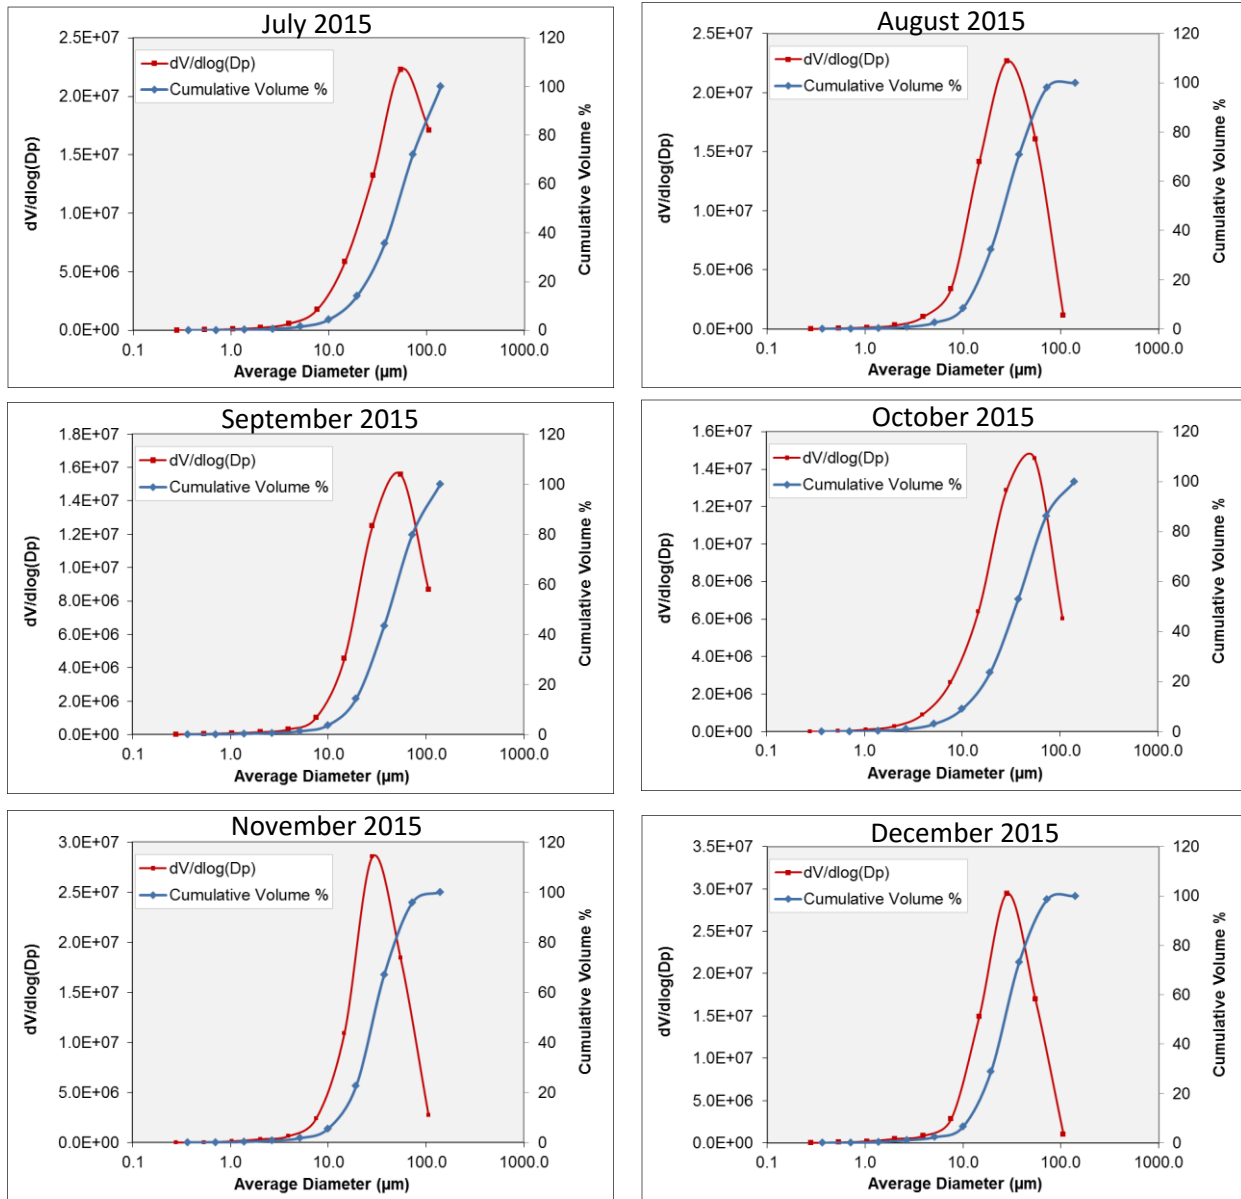 July 2015
2.5E+07
2.0E+07
1.5E+07
1.0E+07
5.0E+06
0.0E+00
dV/dlog(Dp)
dV/dlog(Dp)
Cumulative Volume %
120
100
80
60
40
20
0
Cumulative Volume %
0.1
1.0
10.0
100.0
1000.0
Average Diameter (µm)
August 2015
2.5E+07
2.0E+07
1.5E+07
1.0E+07
5.0E+06
0.0E+00
dV/dlog(Dp)
dV/dlog(Dp)
Cumulative Volume %
120
100
80
60
40
20
0
Cumulative Volume %
0.1
1.0
10.0
100.0
1000.0
Average Diameter (µm)
September 2015
1.8E+07
1.6E+07
1.4E+07
1.2E+07
1.0E+07
8.0E+06
6.0E+06
4.0E+06
2.0E+06
0.0E+00
dV/dlog(Dp)
dV/dlog(Dp)
Cumulative Volume %
120
100
80
60
40
20
0
Cumulative Volume %
0.1
1.0
10.0
100.0
1000.0
Average Diameter (µm)
October 2015
1.6E+07
1.4E+07
1.2E+07
1.0E+07
8.0E+06
6.0E+06
4.0E+06
2.0E+06
0.0E+00
dV/dlog(Dp)
dV/dlog(Dp)
Cumulative Volume %
120
100
80
60
40
20
0
Cumulative Volume %
0.1
1.0
10.0
100.0
1000.0
Average Diameter (µm)
November 2015
3.0E+07
2.5E+07
2.0E+07
1.5E+07
1.0E+07
5.0E+06
0.0E+00
dV/dlog(Dp)
dV/dlog(Dp)
Cumulative Volume %
120
100
80
60
40
20
0
Cumulative Volume %
0.1
1.0
10.0
100.0
1000.0
Average Diameter (µm)
December 2015
3.5E+07
3.0E+07
2.5E+07
2.0E+07
1.5E+07
1.0E+07
5.0E+06
0.0E+00
dV/dlog(Dp)
dV/dlog(Dp)
Cumulative Volume %
120
100
80
60
40
20
0
Cumulative Volume %
0.1
1.0
10.0
100.0
1000.0
Average Diameter (µm)